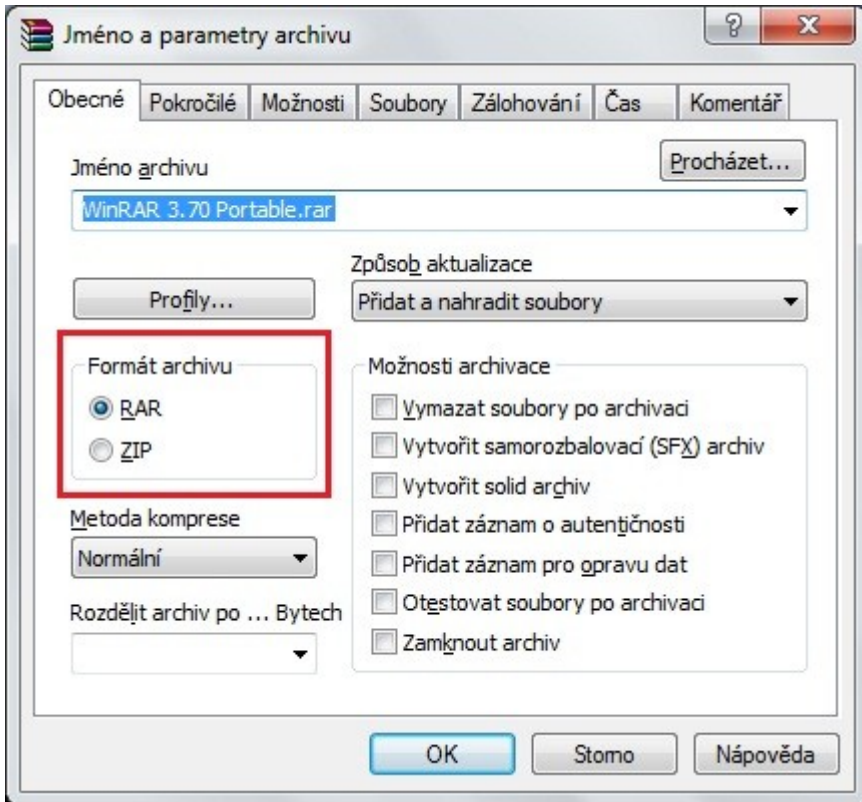 Jméno a parametry archivu
Obecné Pokročilé Možnosti Soubory Zálohování Čas Komentář
Jméno archivu
Procházet...
WinRAR 3.70 Portable.rar
Způsob aktualizace
Profily...
Přidat a nahradit soubory
Formát archivu
RAR
ZIP
Metoda komprese
Normální
Rozdělit archiv po ... Bytech
Možnosti archivace
Vymazat soubory po archivaci
Vytvořit samorozbalovací (SFX) archiv
Vytvořit solid archiv
Přidat záznam o autentičnosti
Přidat záznam pro opravu dat
Otestovat soubory po archivaci
Zamknout archiv
OK Storno Nápověda